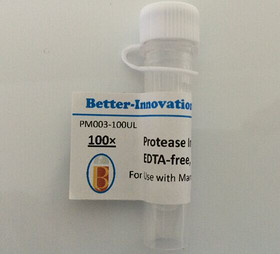 Better-Innovation
PM003-100UL
100×
Protease In
EDTA-free,
For Use with Mam
B